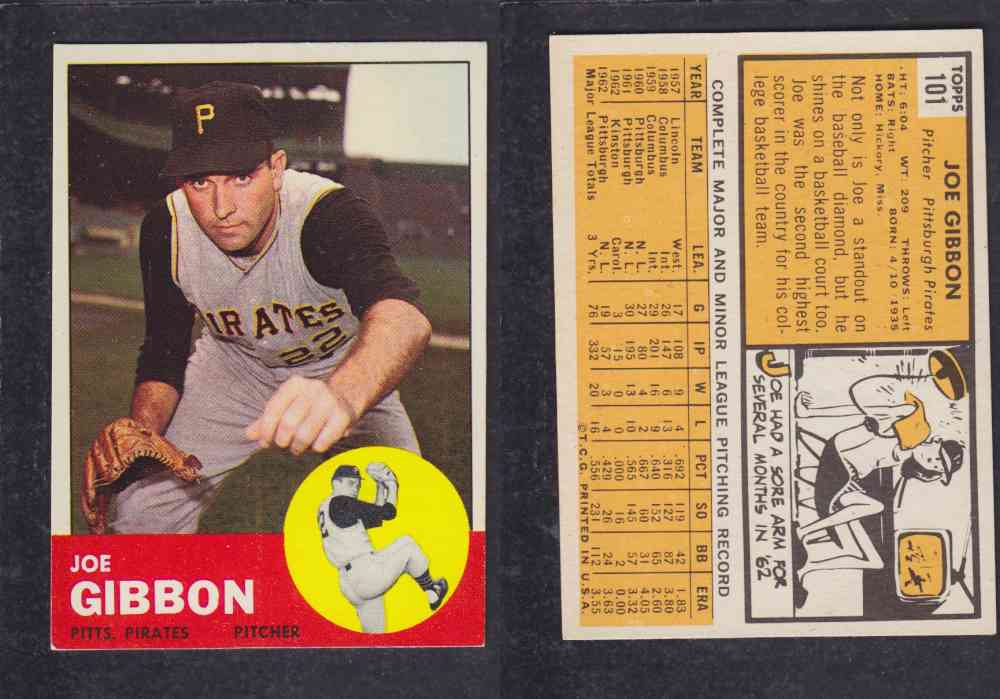 P
PIRATES
22
JOE
GIBBON
PITTS. PIRATES PITCHER
TOPPS
101
JOE GIBBON
Pitcher Pittsburgh Pirates
HT: 6:04 WT: 209 THROWS: Left
BATS: Right BORN: 4/10 1935
HOME: Hickory, Miss.
Not only is Joe a standout on
the baseball diamond, but he
shines on a basketball court too.
Joe was the second highest
scorer in the country for his col-
lege basketball team.
JOE HAD A SORE ARM FOR
SEVERAL MONTHS IN '62
COMPLETE MAJOR AND MINOR LEAGUE PITCHING RECORD
YEAR TEAM LEA. G IP W L PCT SO BB ERA
1957 Lincoln West. 17 108 9 4 .692 119 42 1.83
1958 Columbus Int. 26 147 6 13 .316 127 87 3.80
1959 Columbus Int. 29 201 16 9 .640 152 65 2.60
1960 Pittsburgh N. L. 27 80 4 2 .667 60 31
1961 Pittsburgh N. L. 30 195 13 10 .565 145 57 3.32
1962 Kinston Carol. 3 15 0 0 .000 16 2 0.00
1962 Pittsburgh N. L. 19 57 3 4 .429 26 24 3.63
Major League Totals 3 Yrs. 76 332 20 16 .556 231 112 3.55
©T.C.G. PRINTED IN U.S.A.